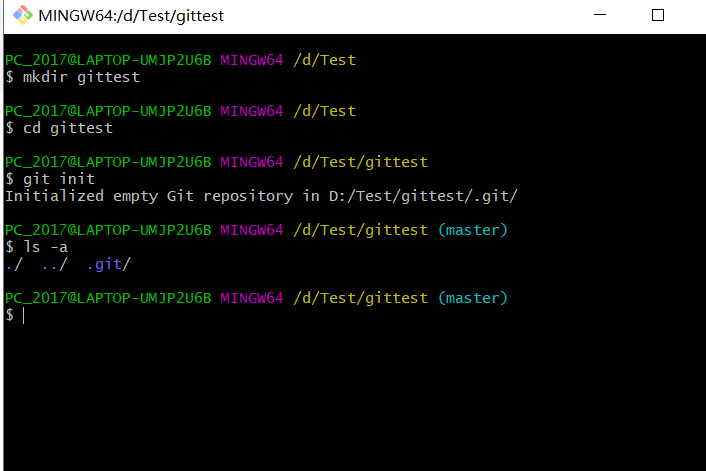 MINGW64:/d/Test/gittest
PC_2017@LAPTOP-UMJP2U6B MINGW64 /d/Test
$ mkdir gittest
PC_2017@LAPTOP-UMJP2U6B MINGW64 /d/Test
$ cd gittest
PC_2017@LAPTOP-UMJP2U6B MINGW64 /d/Test/gittest
$ git init
Initialized empty Git repository in D:/Test/gittest/.git/
PC_2017@LAPTOP-UMJP2U6B MINGW64 /d/Test/gittest (master)
$ ls -a
./  ../  .git/
PC_2017@LAPTOP-UMJP2U6B MINGW64 /d/Test/gittest (master)
$